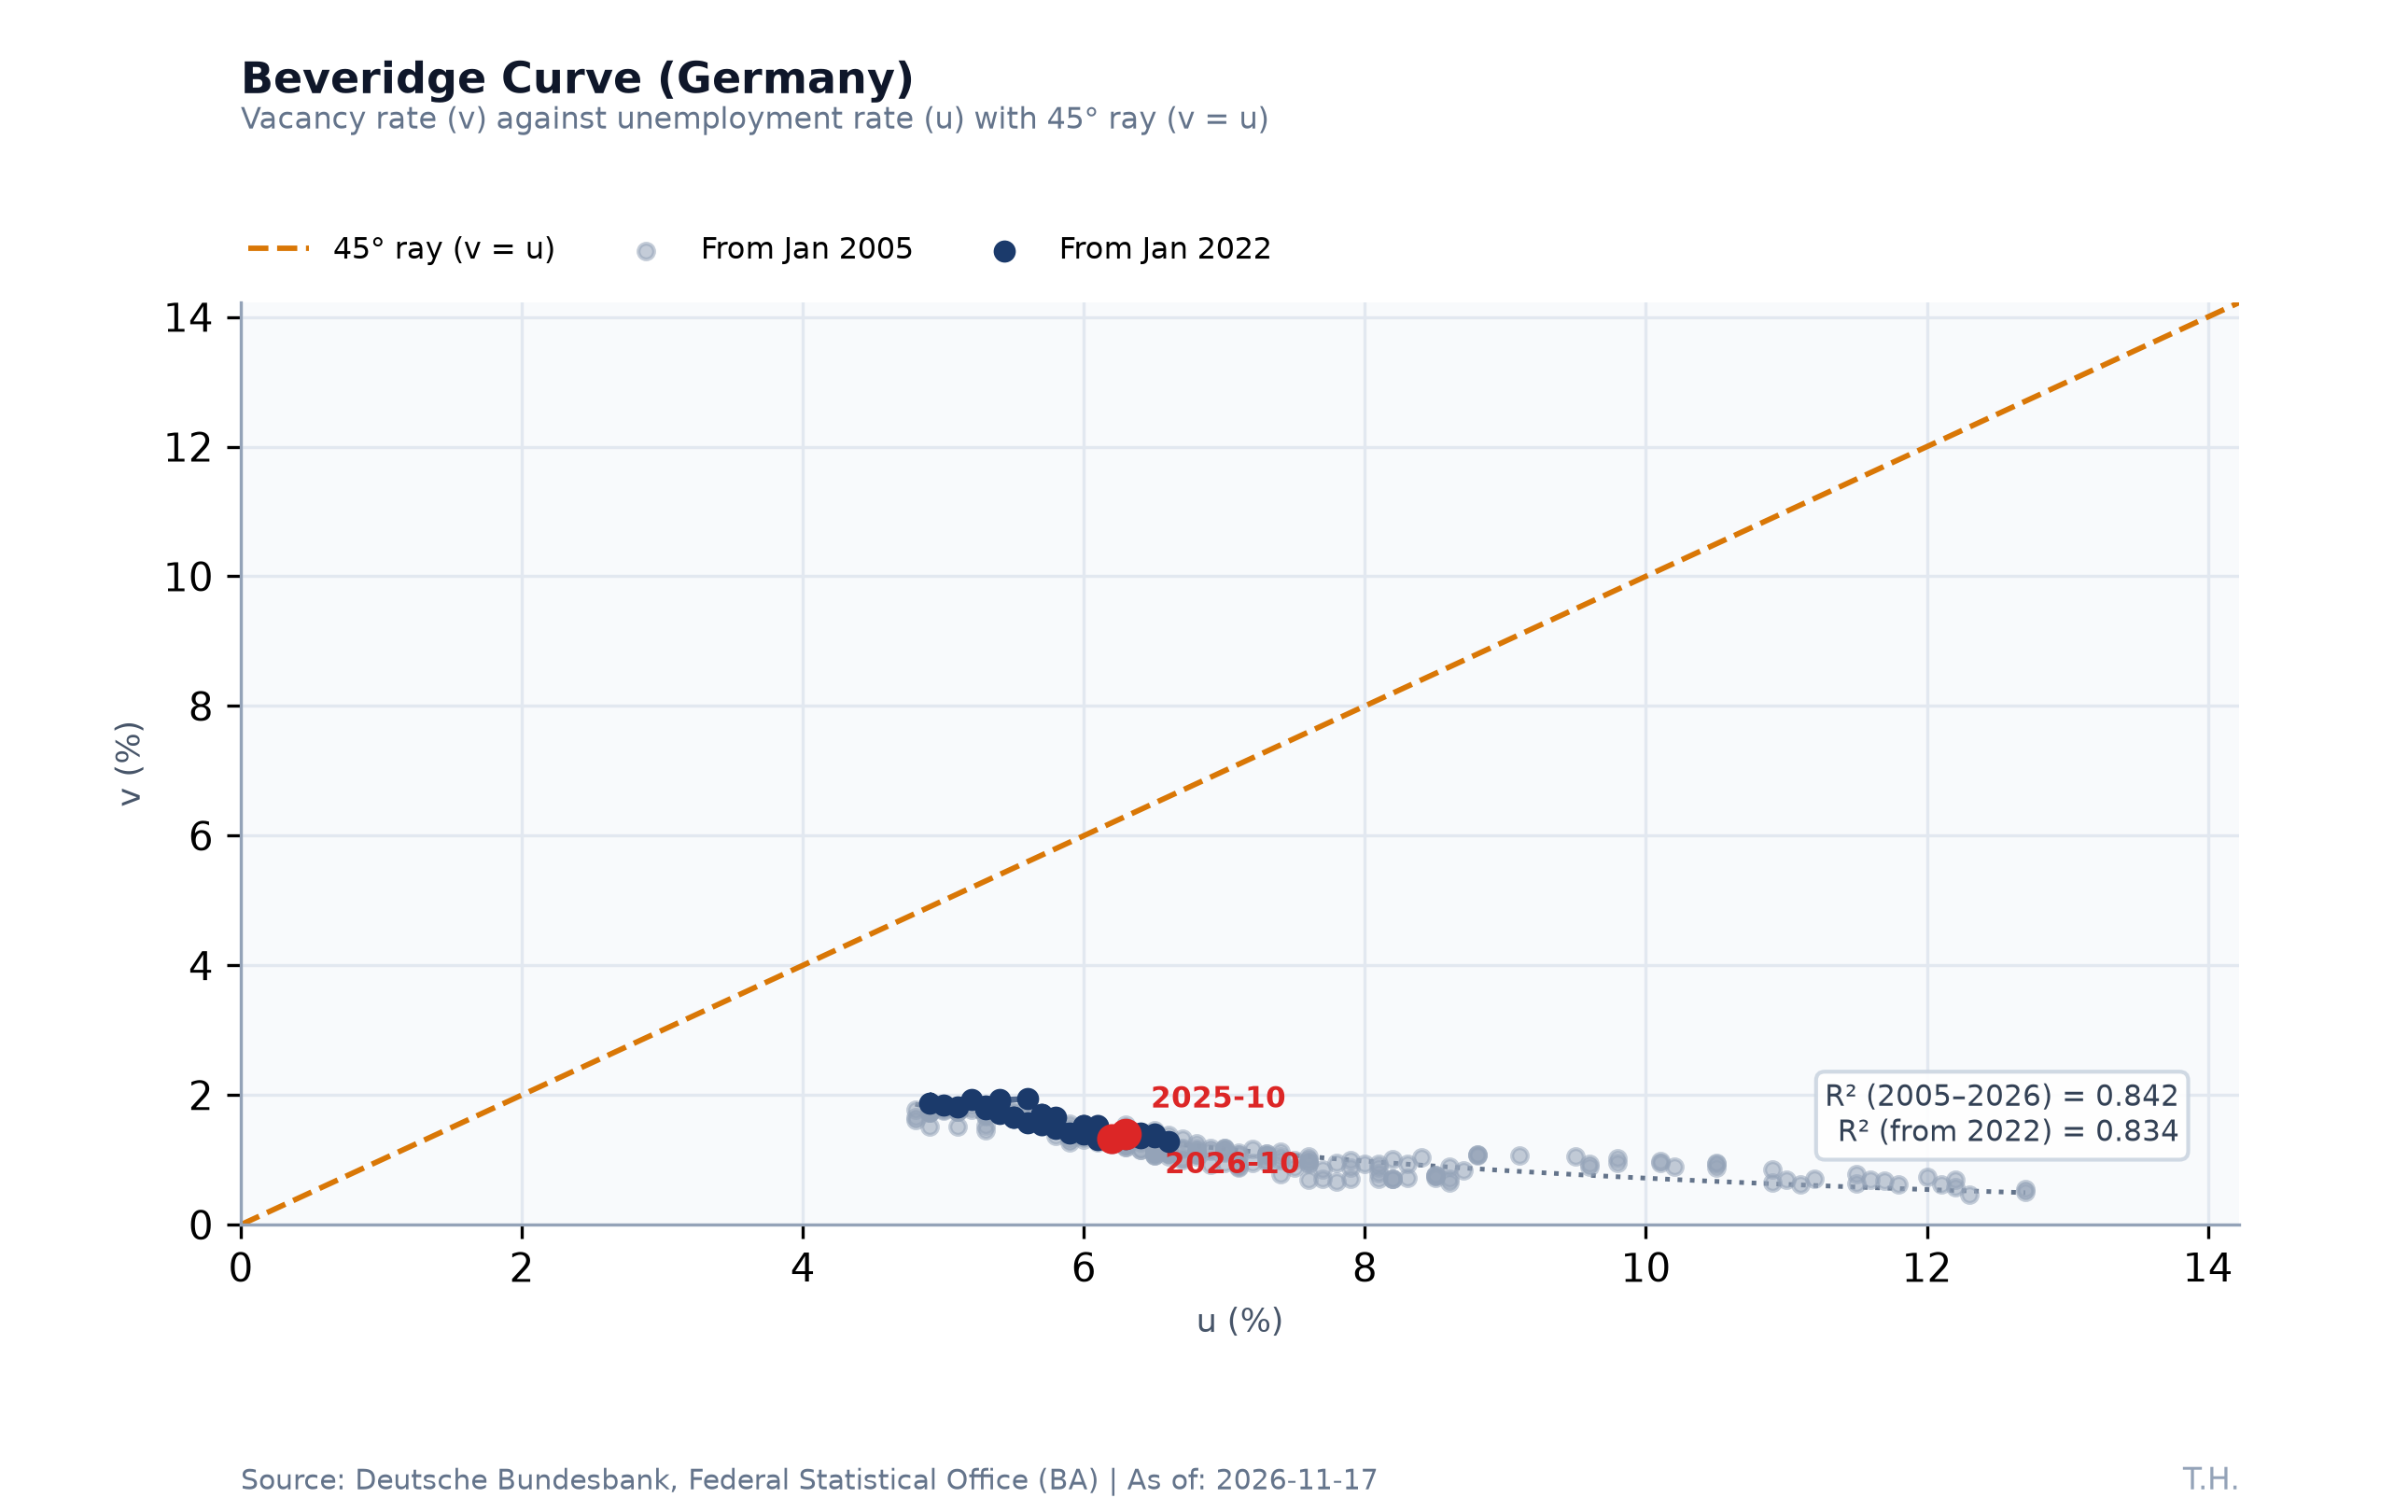 Beveridge Curve (Germany)
Vacancy rate (v) against unemployment rate (u) with 45° ray (v = u)
45° ray (v = u) From Jan 2005 From Jan 2022
14
12
10
8
6
4
2
0
v (%)
2025-10
2026-10
R² (2005–2026) = 0.842
R² (from 2022) = 0.834
0 2 4 6 8 10 12 14
u (%)
Source: Deutsche Bundesbank, Federal Statistical Office (BA) | As of: 2026-11-17
T.H.